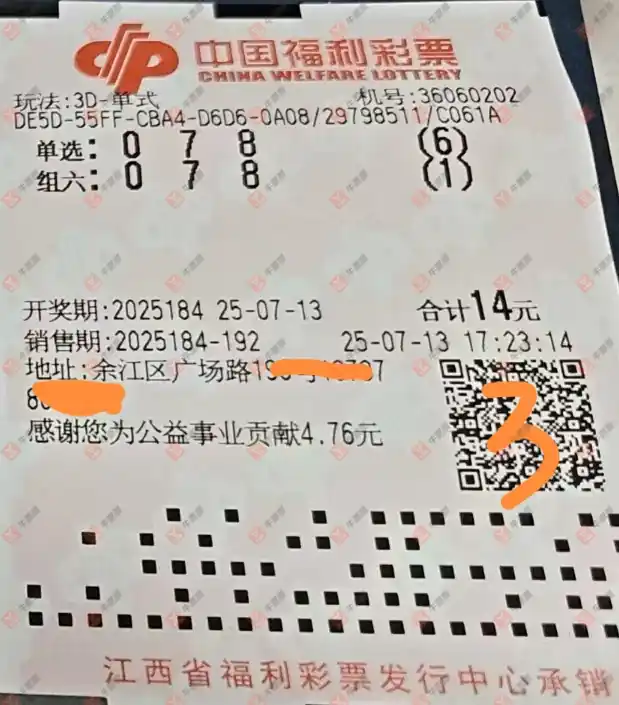 中国福利彩票
CHINA WELFARE LOTTERY
玩法:3D-单式 机号:36060202
DE5D-55FF-CBA4-D6D6-0A08/29798511/C061A
单选: 0 7 8 (6)
组六: 0 7 8 (1)
开奖期:2025184 25-07-13 合计14元
销售期:2025184-192 25-07-13 17:23:14
地址:余江区广场路19
感谢您为公益事业贡献4.76元
3
江西省福利彩票发行中心承销